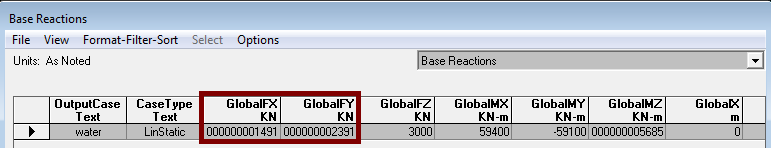 Base Reactions
File View Format-Filter-Sort Select Options
Units: As Noted
Base Reactions
OutputCase CaseType GlobalFX GlobalFY GlobalFZ GlobalMX GlobalMY GlobalMZ GlobalX
Text Text KN KN KN KN-m KN-m KN-m m
water LinStatic 000000001491 000000002391 3000 59400 -59100 000000005685 0